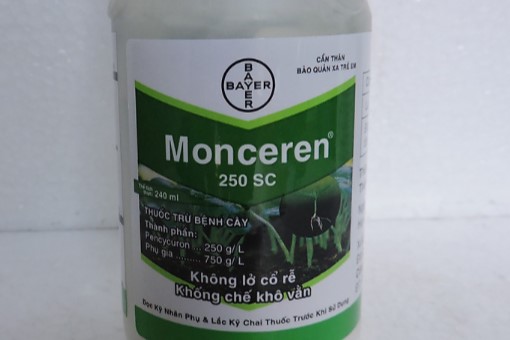 CẨN THẬN
BẢO QUẢN XA TRẺ EM
BAYER
BAYER
Monceren®
250 SC
240 ml
THUỐC TRỪ BỆNH CÂY
Thành phần:
Pencycuron ... 250 g/ L
Phụ gia ......... 750 g/ L
Không lở cổ rễ
Khống chế khô vằn
Đọc Kỹ Nhãn Phụ & Lắc Kỹ Chai Thuốc Trước Khi Sử Dụng